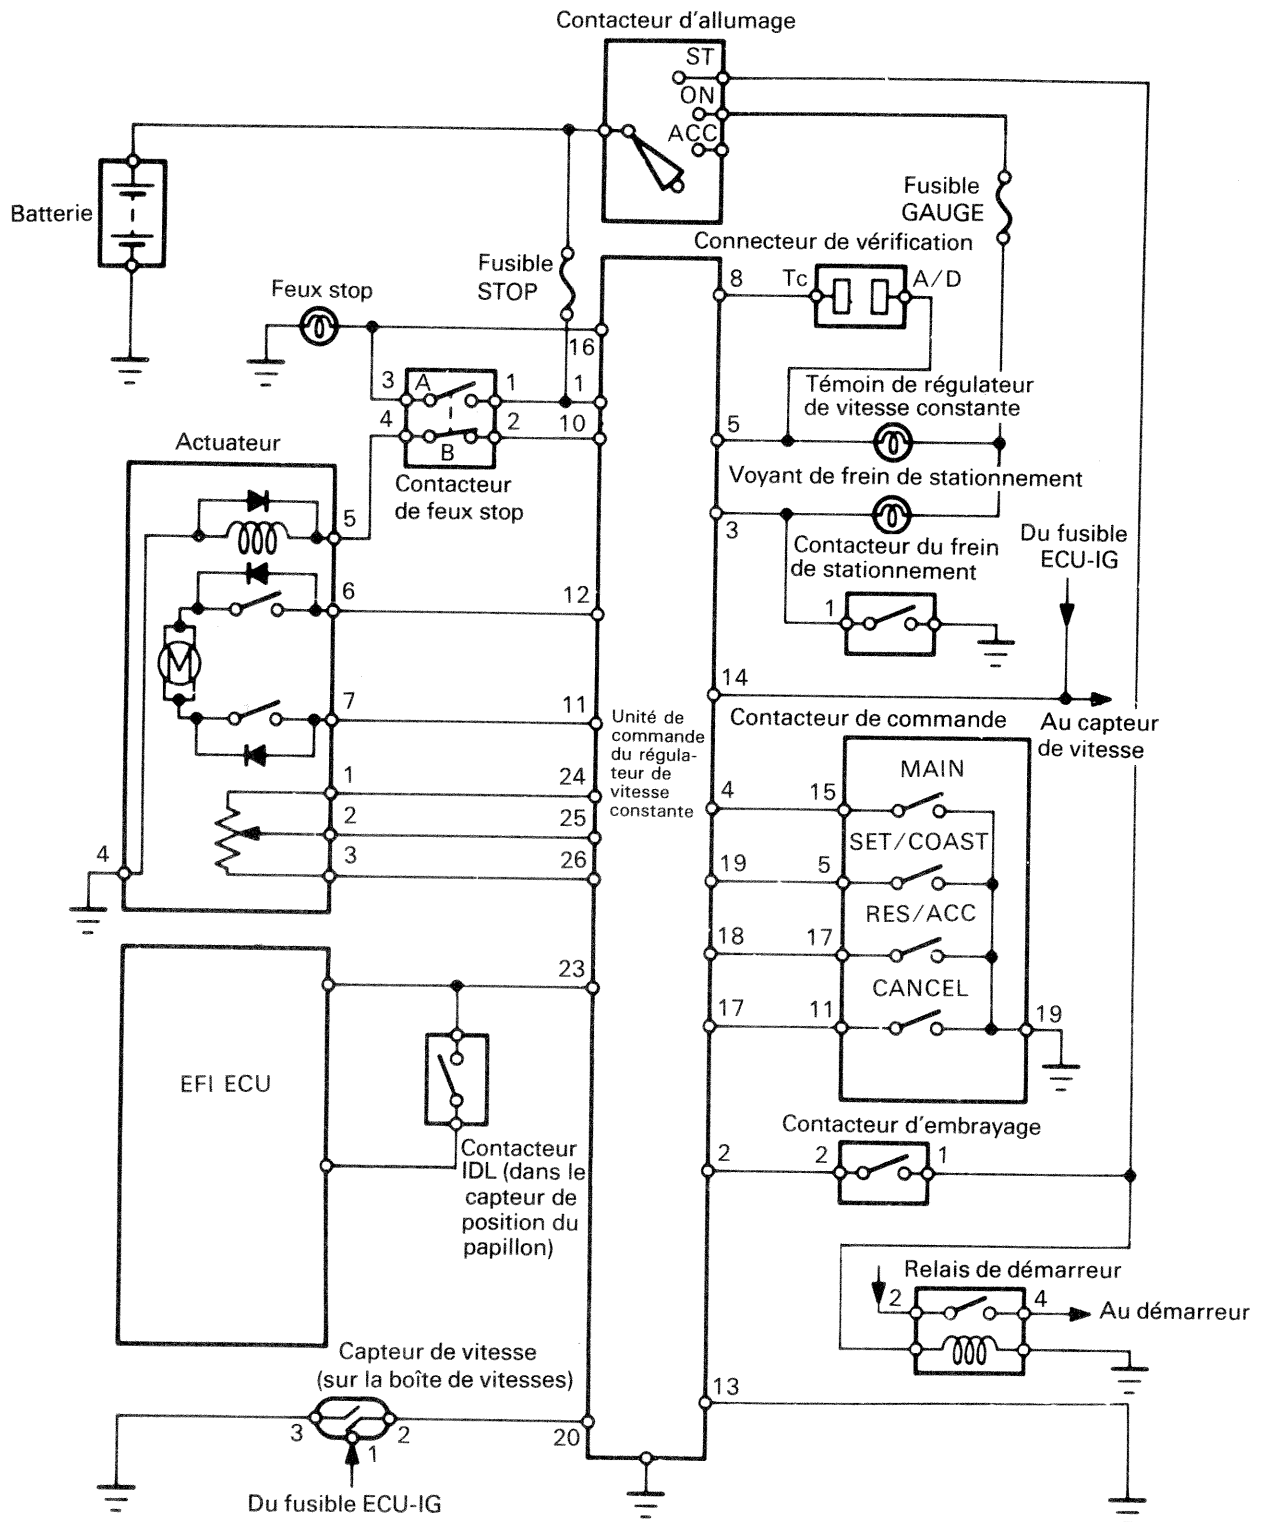 Contacteur d'allumage
ST
ON
ACC
Batterie
Fusible
GAUGE
Connecteur de vérification
Fusible
STOP
8
Tc
A/D
Feux stop
16
3
A
1
1
Témoin de régulateur
de vitesse constante
4
B
2
10
5
Actuateur
Contacteur
de feux stop
Voyant de frein de stationnement
5
3
Du fusible
ECU-IG
Contacteur du frein
de stationnement
6
12
1
M
14
7
11
Unité de
commande
du régula-
teur de
vitesse
constante
Contacteur de commande
Au capteur
de vitesse
MAIN
1
24
4
15
2
25
SET/COAST
4
3
26
19
5
RES/ACC
18
17
23
CANCEL
17
11
19
EFI ECU
Contacteur
IDL (dans le
capteur de
position du
papillon)
Contacteur d'embrayage
2
2
1
Relais de démarreur
2
4
Au démarreur
Capteur de vitesse
(sur la boîte de vitesses)
13
3
2
1
20
Du fusible ECU-IG